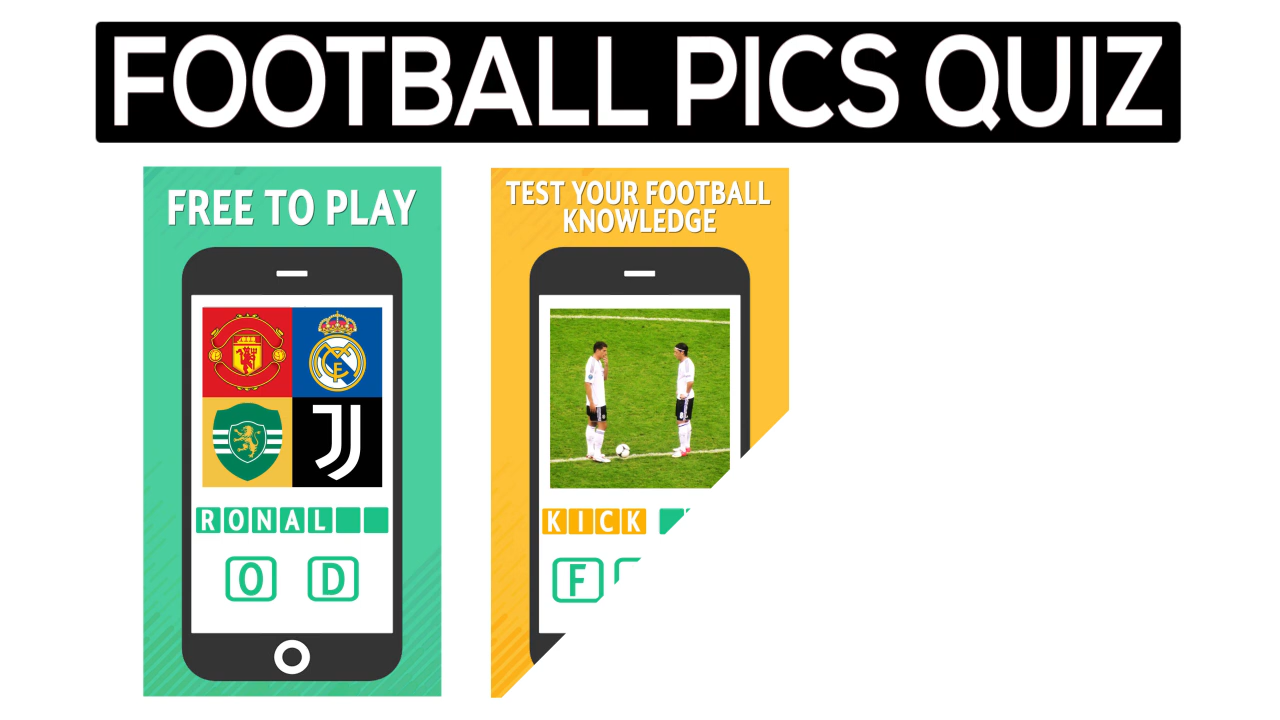 FOOTBALL PICS QUIZ
FREE TO PLAY
RONAL
O D
TEST YOUR FOOTBALL
KNOWLEDGE
KICK
F